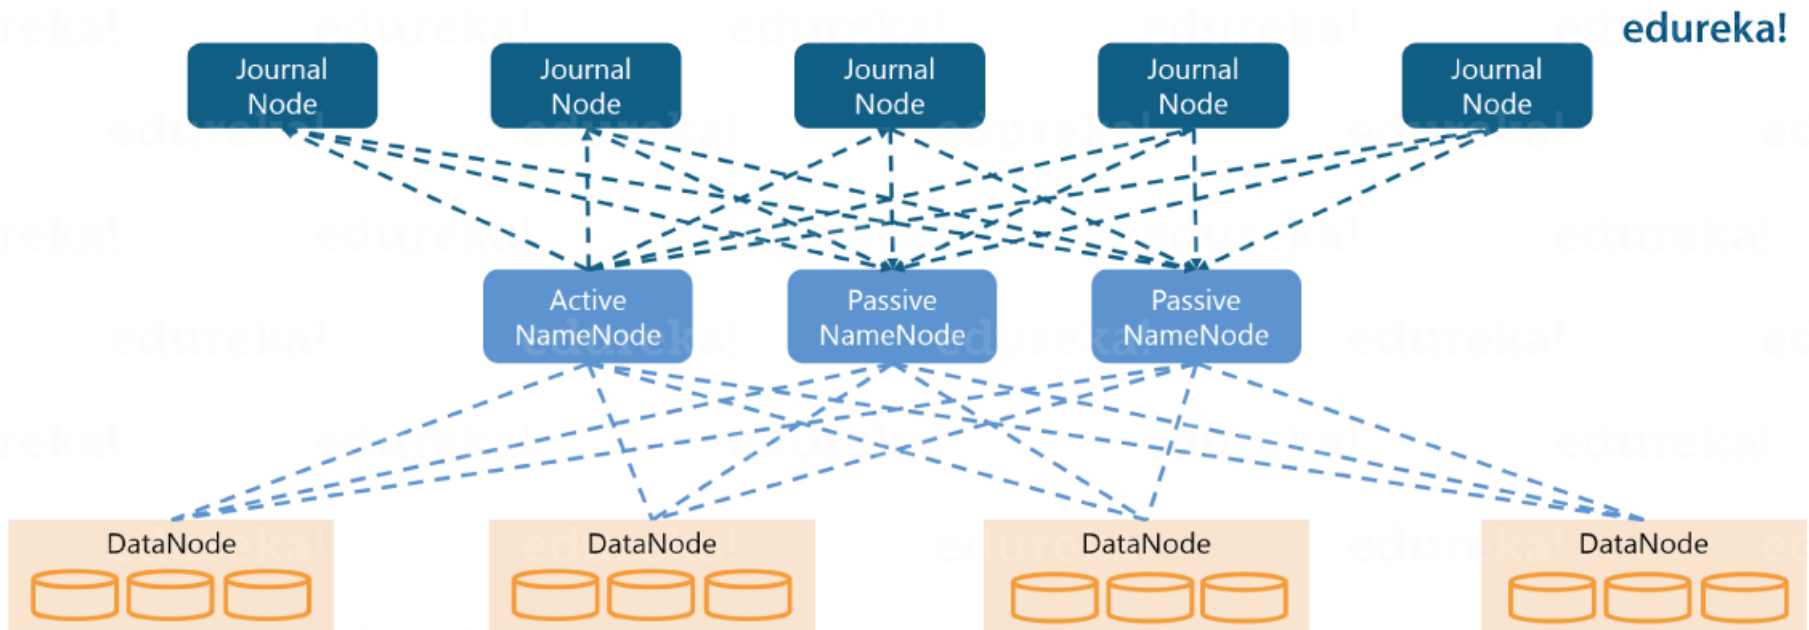 edureka!
Journal
Node
Journal
Node
Journal
Node
Journal
Node
Journal
Node
Active
NameNode
Passive
NameNode
Passive
NameNode
DataNode
DataNode
DataNode
DataNode